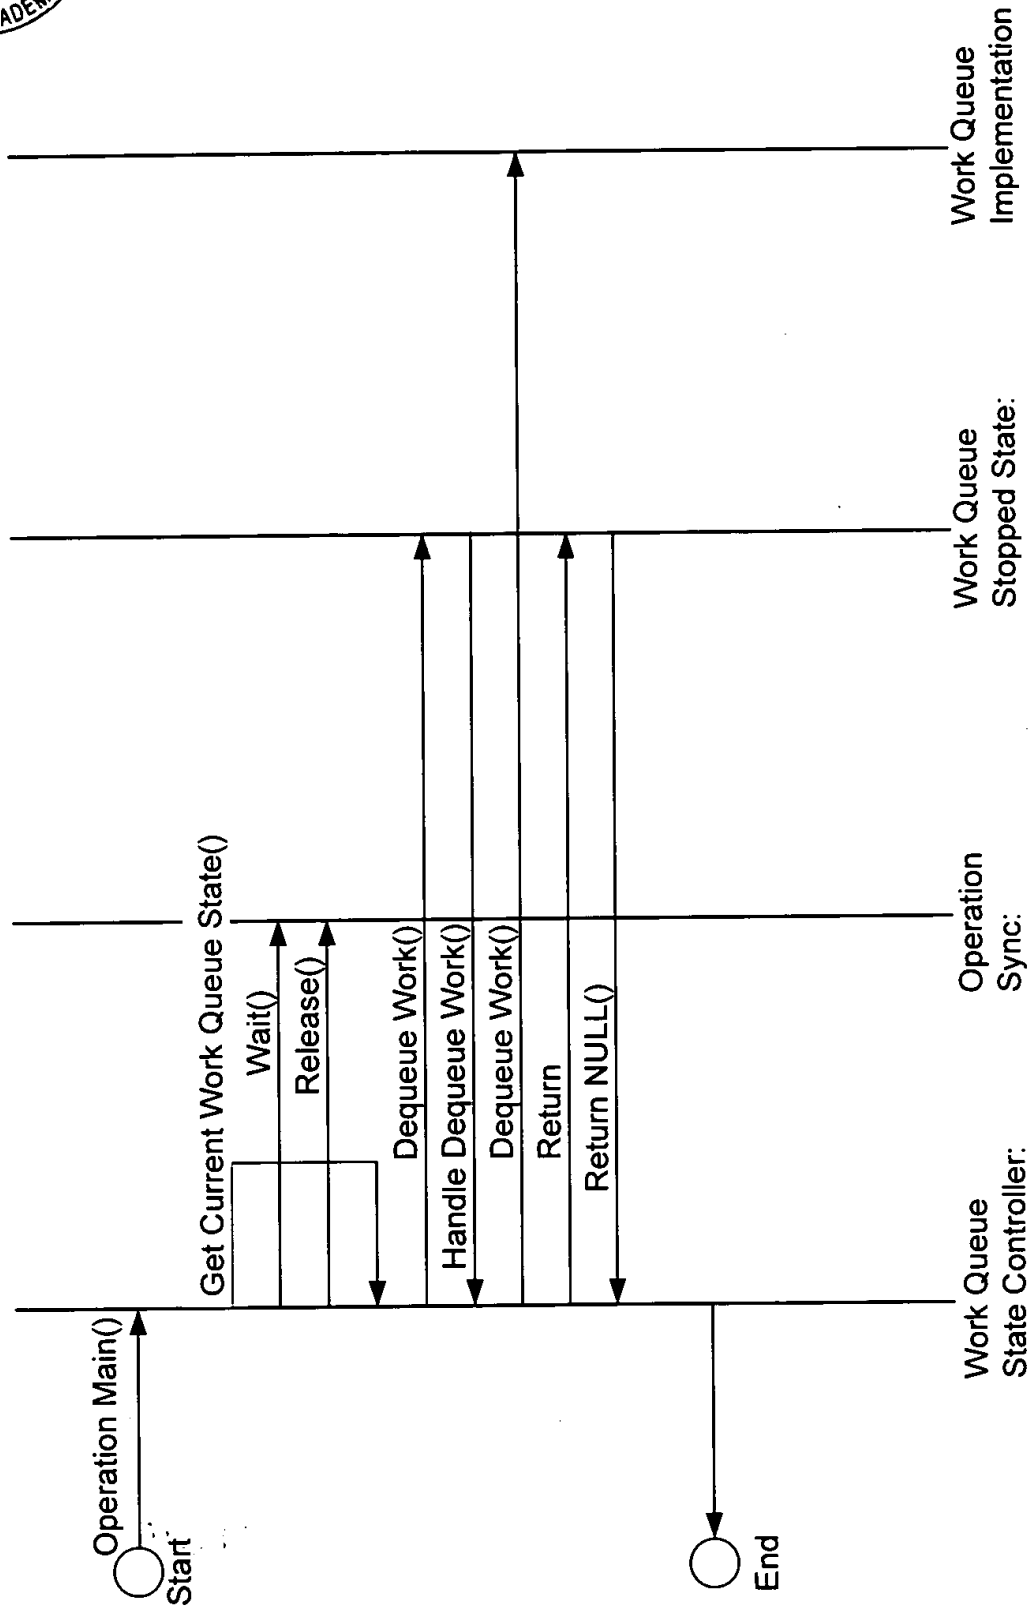 Operation Main()
Start
Get Current Work Queue State()
Wait()
Release()
Dequeue Work()
Handle Dequeue Work()
Dequeue Work()
Return
Return NULL()
End
Work Queue
State Controller:
Operation
Sync:
Work Queue
Stopped State:
Work Queue
Implementation